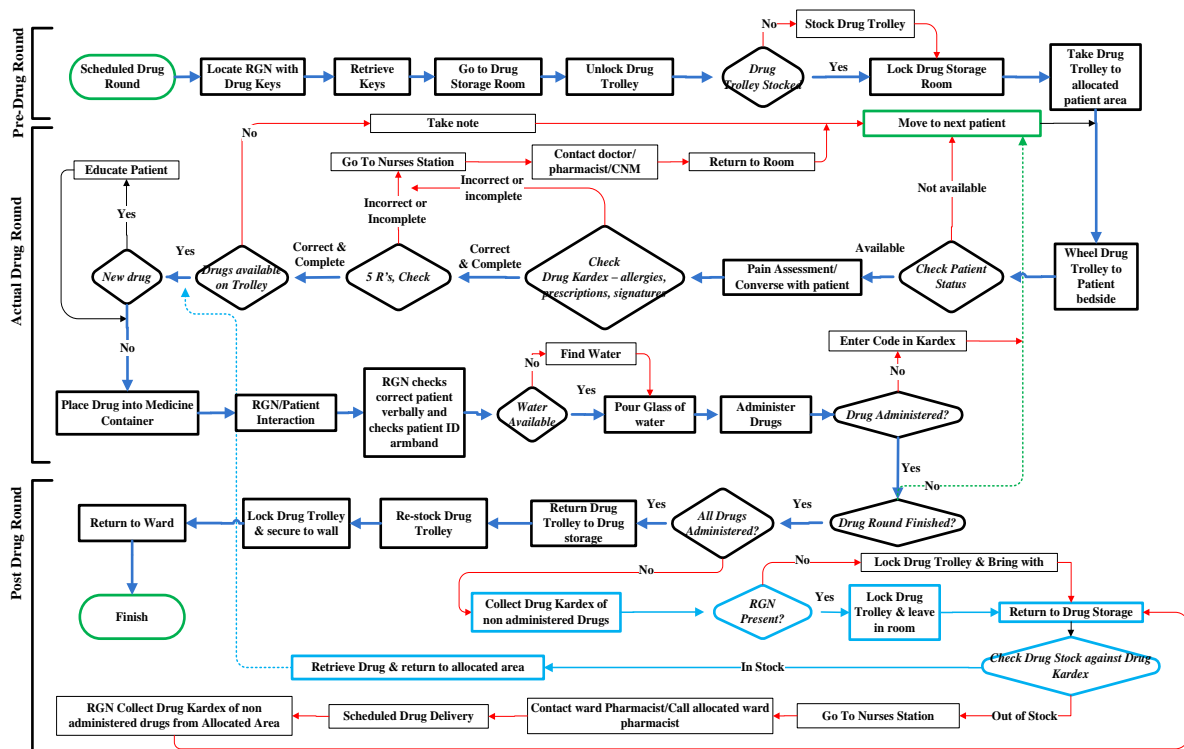 Pre-Drug Round
Scheduled Drug
Round
Locate RGN with
Drug Keys
Retrieve
Keys
Go to Drug
Storage Room
Unlock Drug
Trolley
Drug
Trolley Stocked
No
Stock Drug Trolley
Yes
Lock Drug Storage
Room
Take Drug
Trolley to
allocated
patient area
Actual Drug Round
No
Take note
Move to next patient
Educate Patient
Go To Nurses Station
Contact doctor/
pharmacist/CNM
Return to Room
Incorrect or
incomplete
Incorrect or
Incomplete
Not available
Yes
New drug
Yes
Drugs available
on Trolley
Correct &
Complete
5 R's, Check
Correct
& Complete
Check
Drug Kardex – allergies,
prescriptions, signatures
Pain Assessment/
Converse with patient
Available
Check Patient
Status
Wheel Drug
Trolley to
Patient
bedside
No
Place Drug into Medicine
Container
RGN/Patient
Interaction
RGN checks
correct patient
verbally and
checks patient ID
armband
No
Find Water
Water
Available
Yes
Pour Glass of
water
Administer
Drugs
Enter Code in Kardex
No
Drug Administered?
Yes
No
Post Drug Round
Return to Ward
Lock Drug Trolley
& secure to wall
Re-stock Drug
Trolley
Return Drug
Trolley to Drug
storage
Yes
All Drugs
Administered?
Yes
Drug Round Finished?
No
Finish
Collect Drug Kardex of
non administered Drugs
RGN
Present?
No
Lock Drug Trolley & Bring with
Yes
Lock Drug
Trolley & leave
in room
Return to Drug Storage
Check Drug Stock against Drug
Kardex
In Stock
Retrieve Drug & return to allocated area
Out of Stock
Go To Nurses Station
Contact ward Pharmacist/Call allocated ward
pharmacist
Scheduled Drug Delivery
RGN Collect Drug Kardex of non
administered drugs from Allocated Area